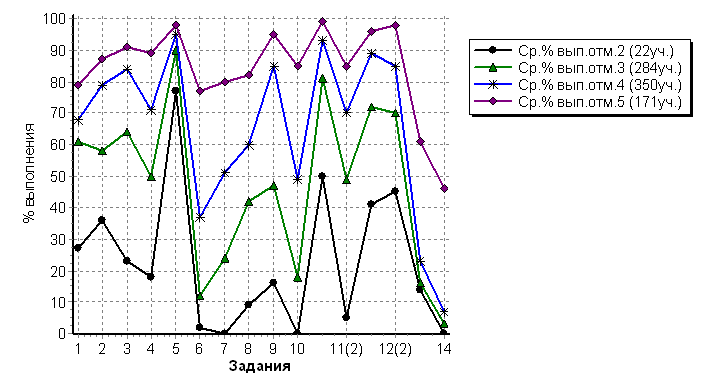 % выполнения
100
90
80
70
60
50
40
30
20
10
0
1 2 3 4 5 6 7 8 9 10 11(2) 12(2) 14
Задания
Ср.% вып.отм.2 (22уч.)
Ср.% вып.отм.3 (284уч.)
Ср.% вып.отм.4 (350уч.)
Ср.% вып.отм.5 (171уч.)